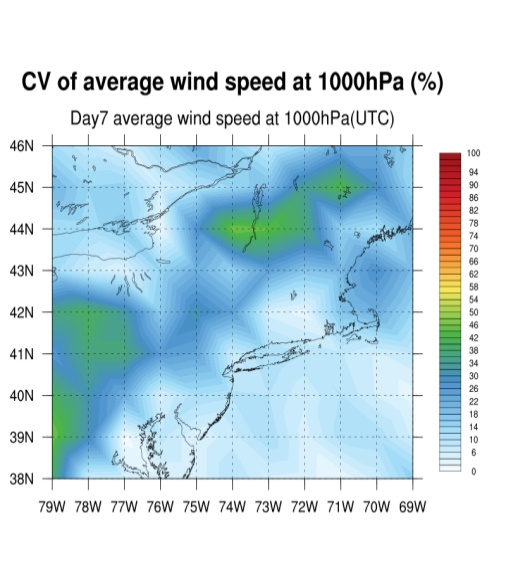 CV of average wind speed at 1000hPa (%)
Day7 average wind speed at 1000hPa(UTC)
46N
45N
44N
43N
42N
41N
40N
39N
38N
79W 78W 77W 76W 75W 74W 73W 72W 71W 70W 69W
100
94
90
86
82
78
74
70
66
62
58
54
50
46
42
38
34
30
26
22
18
14
10
6
0